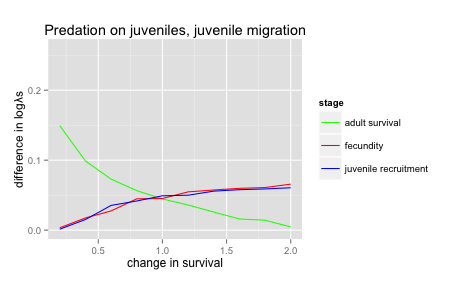 Predation on juveniles, juvenile migration
difference in logλs
0.2
0.1
0.0
0.5
1.0
1.5
2.0
change in survival
stage
adult survival
fecundity
juvenile recruitment